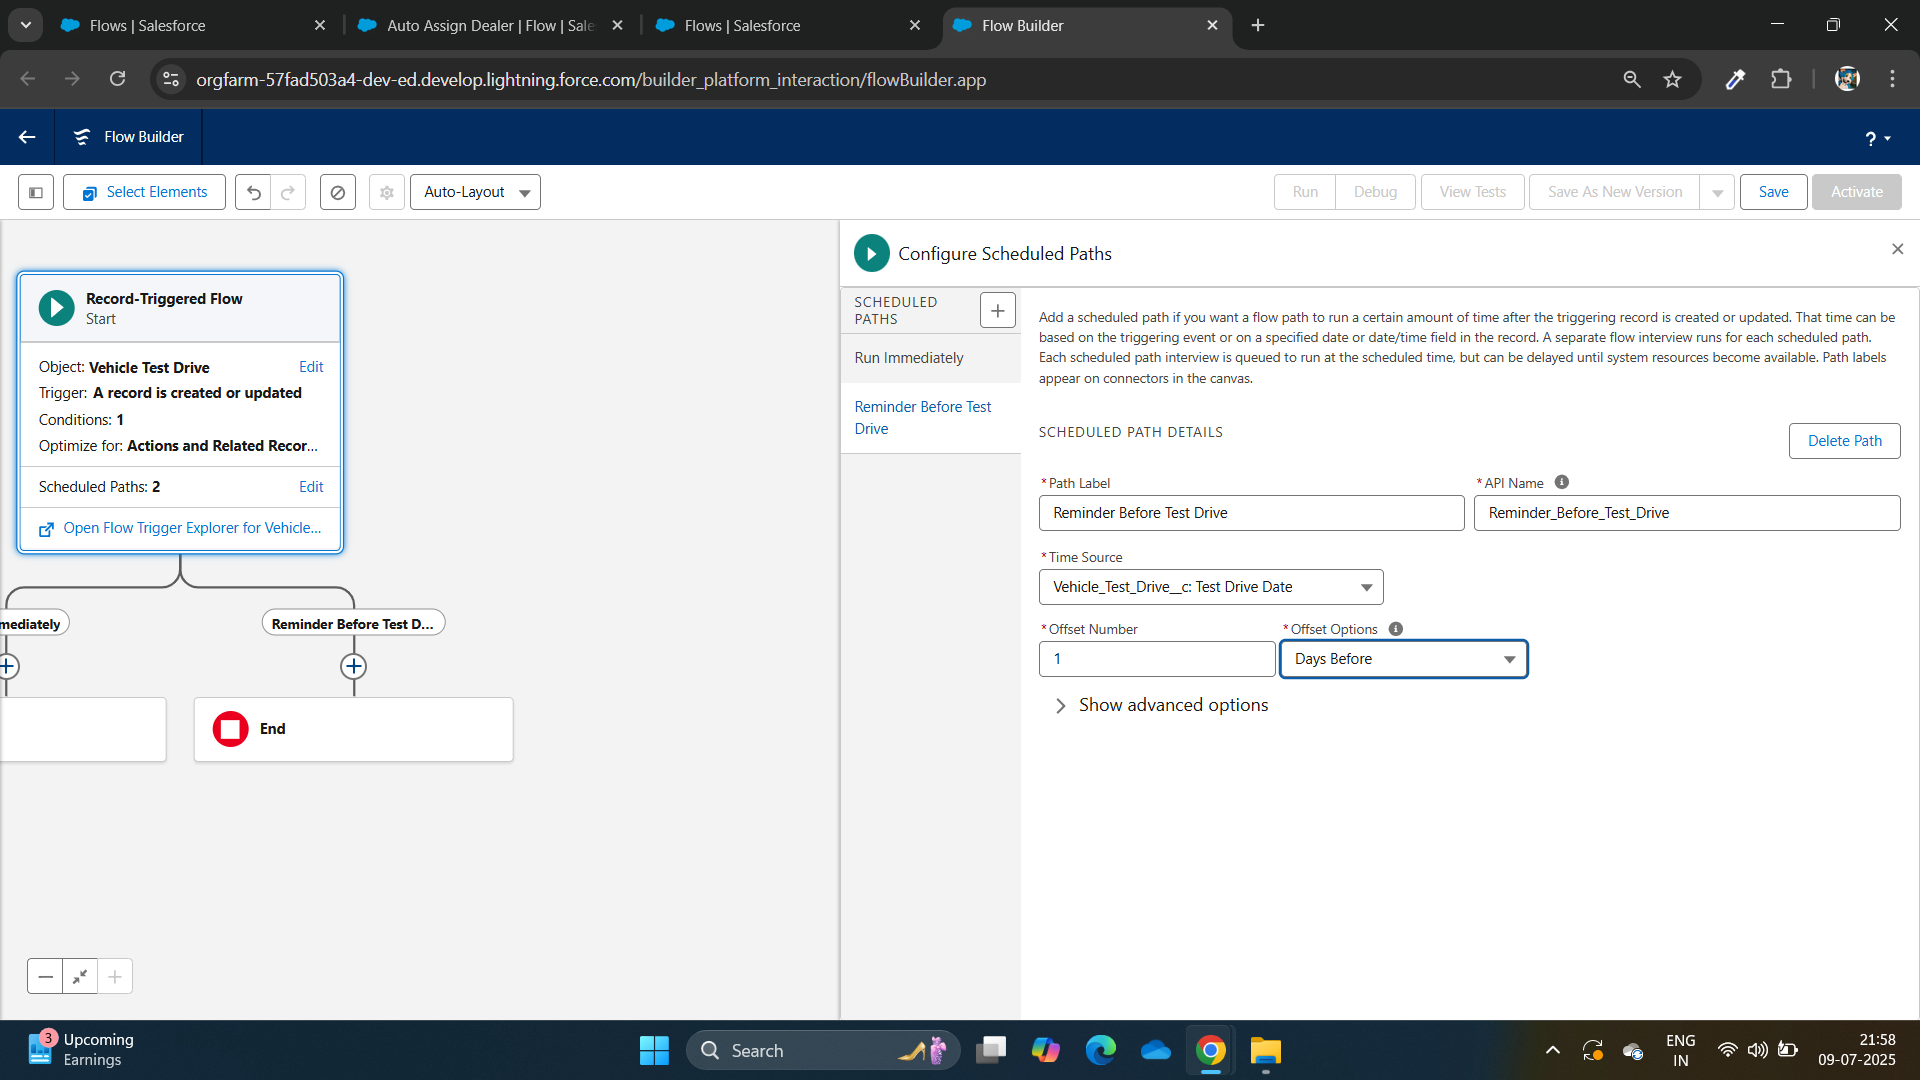 Flows | Salesforce
Auto Assign Dealer | Flow | Sale
Flows | Salesforce
Flow Builder
orgfarm-57fad503a4-dev-ed.develop.lightning.force.com/builder_platform_interaction/flowBuilder.app
Flow Builder
?
Select Elements
Auto-Layout
Run
Debug
View Tests
Save As New Version
Save
Activate
Record-Triggered Flow
Start
Object: Vehicle Test Drive
Edit
Trigger: A record is created or updated
Conditions: 1
Optimize for: Actions and Related Recor...
Scheduled Paths: 2
Edit
Open Flow Trigger Explorer for Vehicle...
mediately
Reminder Before Test D...
End
Configure Scheduled Paths
SCHEDULED
PATHS
Run Immediately
Reminder Before Test
Drive
Add a scheduled path if you want a flow path to run a certain amount of time after the triggering record is created or updated. That time can be
based on the triggering event or on a specified date or date/time field in the record. A separate flow interview runs for each scheduled path.
Each scheduled path interview is queued to run at the scheduled time, but can be delayed until system resources become available. Path labels
appear on connectors in the canvas.
SCHEDULED PATH DETAILS
Delete Path
*Path Label
*API Name
Reminder Before Test Drive
Reminder_Before_Test_Drive
*Time Source
Vehicle_Test_Drive__c: Test Drive Date
*Offset Number
*Offset Options
1
Days Before
Show advanced options
3
Upcoming
Earnings
Search
ENG
IN
21:58
09-07-2025